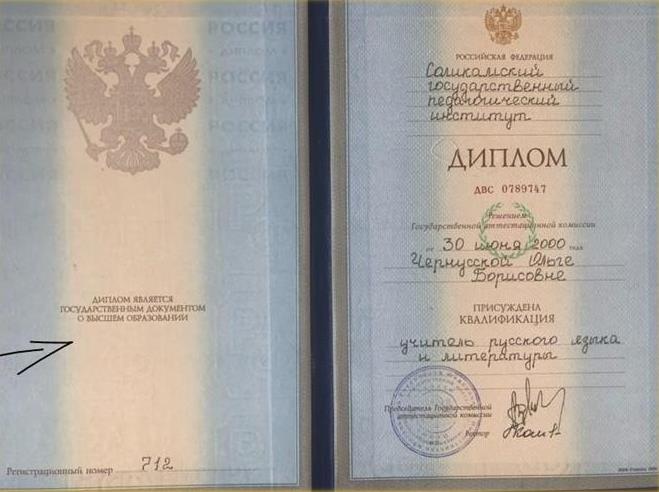 ДИПЛОМ ЯВЛЯЕТСЯ
ГОСУДАРСТВЕННЫМ ДОКУМЕНТОМ
О ВЫСШЕМ ОБРАЗОВАНИИ
Регистрационный номер 712
РОССИЙСКАЯ ФЕДЕРАЦИЯ
Соликамский
государственный
педагогический
институт
ДИПЛОМ
ДВС 0789747
Решением
Государственной аттестационной комиссии
от 30 июня 2000 года
Чернусской Ольге
Борисовне
ПРИСУЖДЕНА
КВАЛИФИКАЦИЯ
учитель русского языка
и литературы
Председатель Государственной
аттестационной комиссии
Ректор